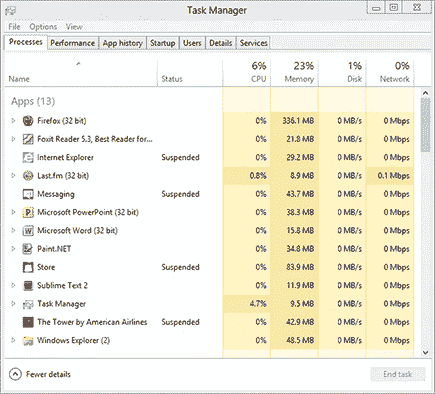 Task Manager
File Options View
Processes Performance App history Startup Users Details Services
6% 23% 1% 0%
Name Status CPU Memory Disk Network
Apps (13)
Firefox (32 bit) 0% 336.1 MB 0 MB/s 0 Mbps
Foxit Reader 5.3, Best Reader for... 0% 21.8 MB 0 MB/s 0 Mbps
Internet Explorer Suspended 0% 29.2 MB 0 MB/s 0 Mbps
Last.fm (32 bit) 0.8% 8.9 MB 0 MB/s 0.1 Mbps
Messaging Suspended 0% 43.7 MB 0 MB/s 0 Mbps
Microsoft PowerPoint (32 bit) 0% 38.3 MB 0 MB/s 0 Mbps
Microsoft Word (32 bit) 0% 15.8 MB 0 MB/s 0 Mbps
Paint.NET 0% 34.8 MB 0 MB/s 0 Mbps
Store Suspended 0% 83.9 MB 0 MB/s 0 Mbps
Sublime Text 2 0% 11.9 MB 0 MB/s 0 Mbps
Task Manager 4.7% 9.5 MB 0 MB/s 0 Mbps
The Tower by American Airlines Suspended 0% 42.9 MB 0 MB/s 0 Mbps
Windows Explorer (2) 0% 48.5 MB 0 MB/s 0 Mbps
Fewer details End task